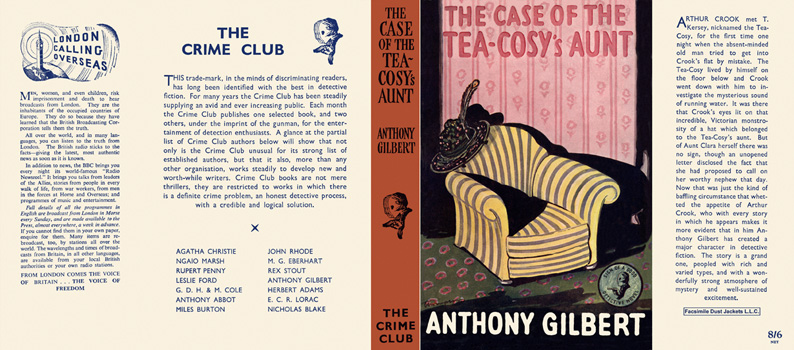 LONDON
CALLING
OVERSEAS
MEN, women, and even children, risk
imprisonment and death to hear
broadcasts from London. They are the
inhabitants of the occupied countries of
Europe. They do so because they have
learned that the British Broadcasting Cor-
poration tells them the truth.
All over the world, and in many lan-
guages, you can listen to the truth from
London. The British radio sticks to the
facts—giving the latest, most authentic
news as soon as it is known.
In addition to news, the BBC brings you
every night its world-famous "Radio
Newsreel." It brings you talks from leaders
of the Allies, stories from people in every
walk of life, from war workers, from men
in the forces at Home and Overseas; and
programmes of music and entertainment.
Full details of all the programmes in
English are broadcast from London in Morse
every Sunday, and are made available to the
Press, almost everywhere, a week in advance.
If you cannot find them in your own paper,
enquire for them. Many items are re-
broadcast, too, by stations all over the
world. The wavelengths and times of broad-
casts from Britain, in all other languages,
are available from your local British
authorities or your own radio stations.
FROM LONDON COMES THE VOICE
OF BRITAIN . . . THE VOICE OF
FREEDOM
THE
CRIME CLUB
THIS trade-mark, in the minds of discriminating readers,
has long been identified with the best in detective
fiction. For many years the Crime Club has been steadily
supplying an avid and ever increasing public. Each month
the Crime Club publishes one selected book, and two
others, under the imprint of the gunman, for the enter-
tainment of detection enthusiasts. A glance at the partial
list of Crime Club authors below will show that not
only is the Crime Club unusual for its strong list of
established authors, but that it also, more than any
other organisation, works steadily to develop new and
worth-while writers. Crime Club books are not mere
thrillers, they are restricted to works in which there
is a definite crime problem, an honest detective process,
with a credible and logical solution.
AGATHA CHRISTIE
NGAIO MARSH
RUPERT PENNY
LESLIE FORD
G. D. H. & M. COLE
ANTHONY ABBOT
MILES BURTON
JOHN RHODE
M. G. EBERHART
REX STOUT
ANTHONY GILBERT
HERBERT ADAMS
E. C. R. LORAC
NICHOLAS BLAKE
THE
CASE
OF THE
TEA-
COSY's
AUNT
ANTHONY
GILBERT
THE
CRIME
CLUB
THE CASE OF THE
TEA-COSY's AUNT
ANTHONY GILBERT
ARTHUR CROOK met T.
Kersey, nicknamed the Tea-
Cosy, for the first time one
night when the absent-minded
old man tried to get into
Crook's flat by mistake. The
Tea-Cosy lived by himself on
the floor below and Crook
went down with him to in-
vestigate the mysterious sound
of running water. It was there
that Crook's eyes lit on that
incredible, Victorian monstro-
sity of a hat which belonged
to the Tea-Cosy's aunt. But
of Aunt Clara herself there was
no sign, though an unopened
letter disclosed the fact that
she had proposed to call on
her worthy nephew that day.
Now that was just the kind of
baffling circumstance that whet-
ted the appetite of Arthur
Crook, who with every story
in which he appears makes it
more evident that in him An-
thony Gilbert has created a
major character in detective
fiction. The story is a grand
one, peopled with rich and
varied types, and with a won-
derfully strong atmosphere of
mystery and well-sustained
excitement.
Facsimile Dust Jackets L.L.C.
8/6
NET